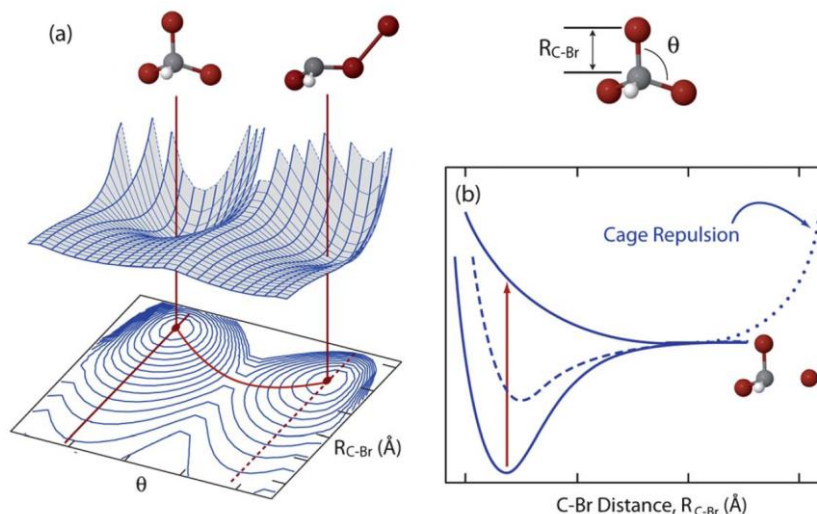 (a)
R_C-Br
θ
(b)
Cage Repulsion
R_C-Br (Å)
θ
C-Br Distance, R_C-Br (Å)